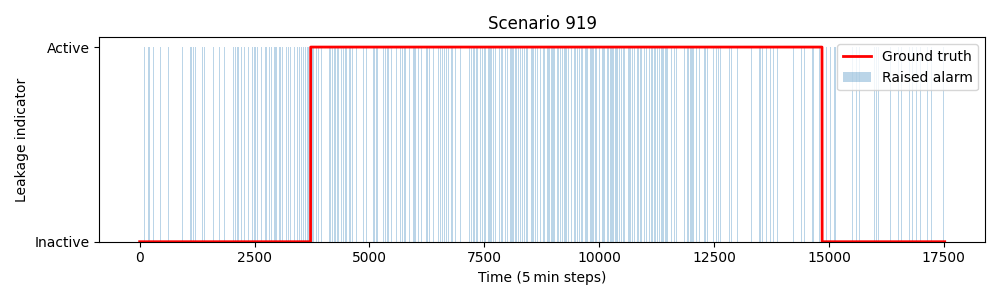 Scenario 919
Active
Inactive
Leakage indicator
Ground truth
Raised alarm
0 2500 5000 7500 10000 12500 15000 17500
Time (5 min steps)